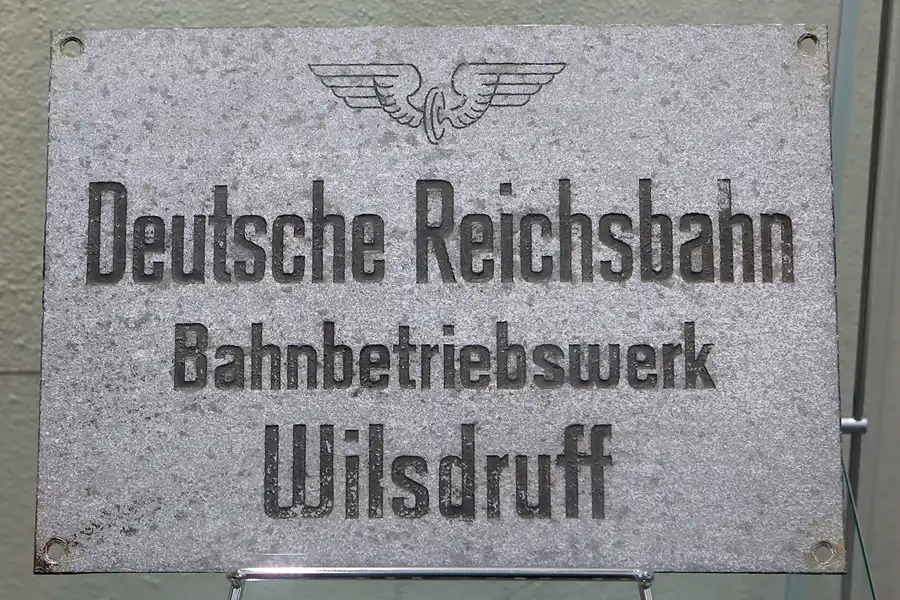 Deutsche Reichsbahn
Bahnbetriebswerk
Wilsdruff